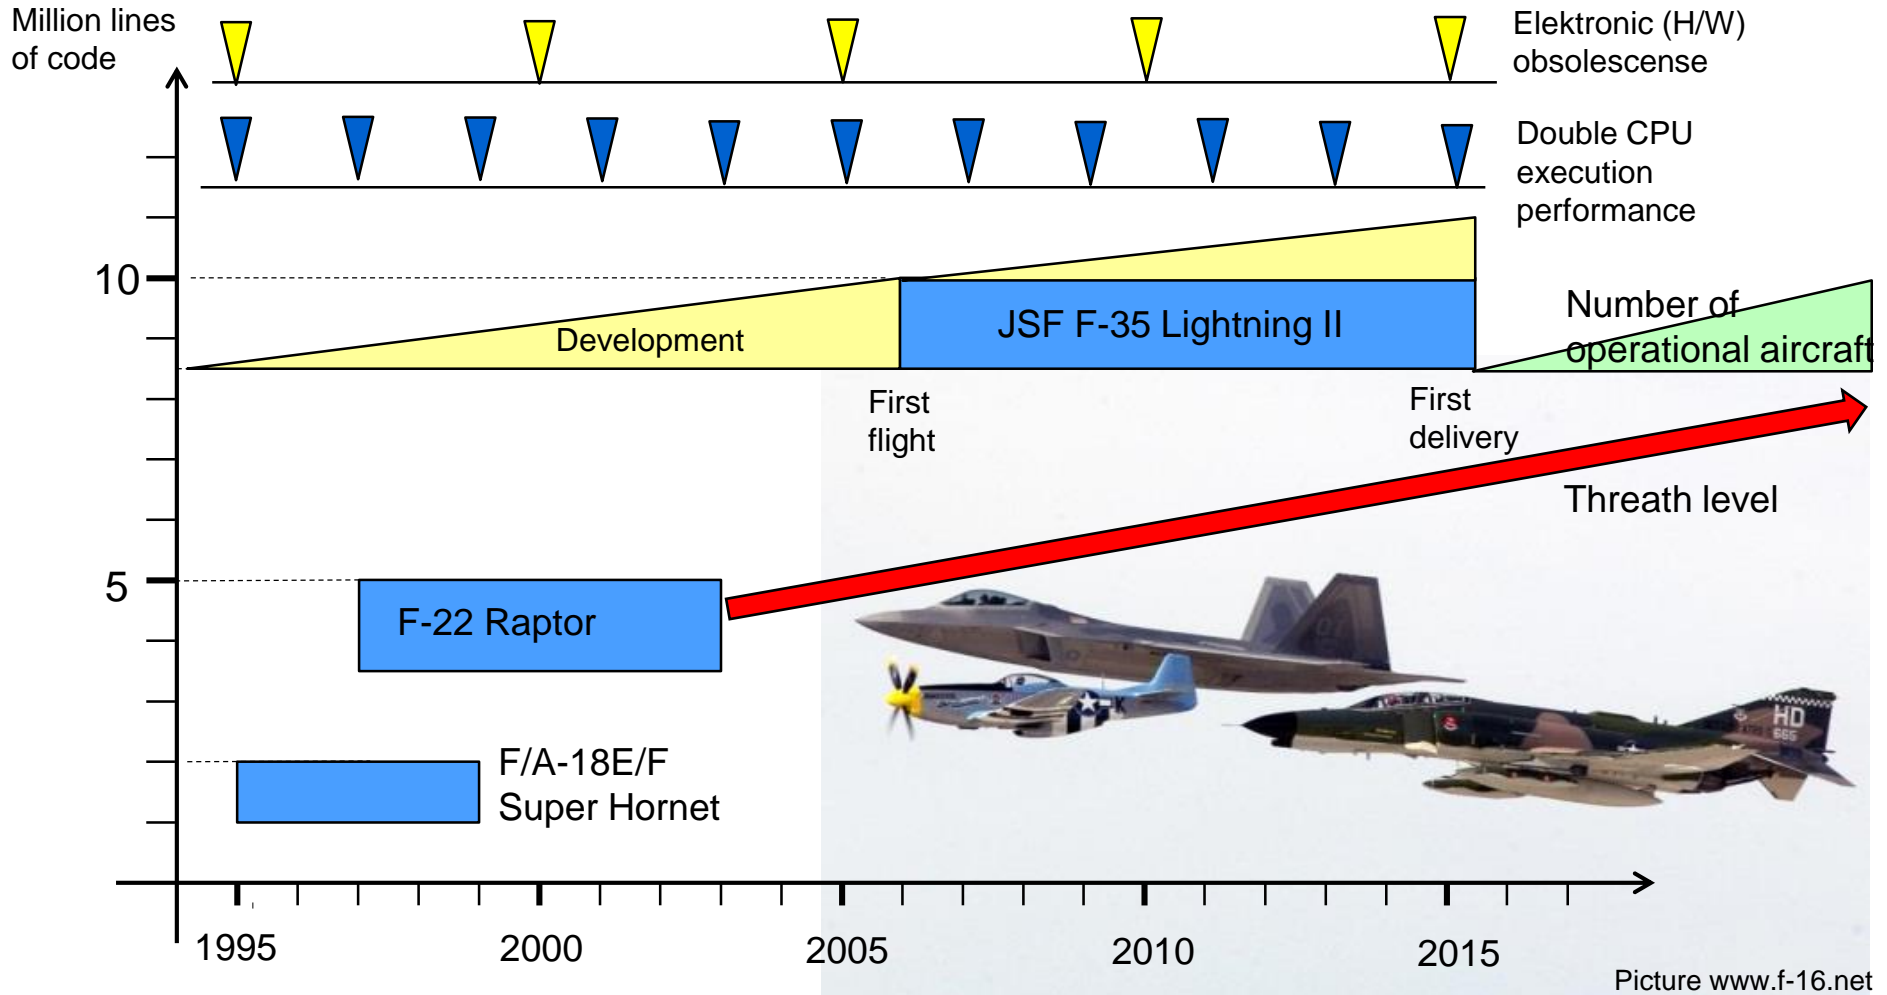 Million lines
of code
Elektronic (H/W)
obsolescense
Double CPU
execution
performance
10
Development
JSF F-35 Lightning II
Number of
operational aircraft
First
flight
First
delivery
Threath level
5
F-22 Raptor
F/A-18E/F
Super Hornet
HD
665
K
1995
2000
2005
2010
2015
Picture www.f-16.net